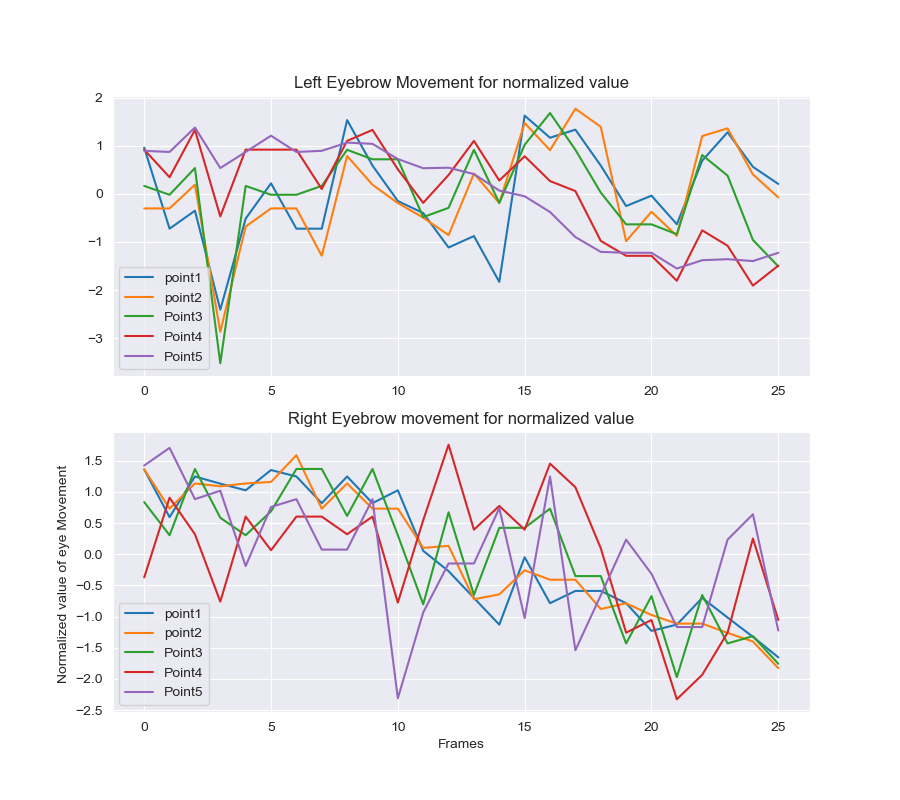 Left Eyebrow Movement for normalized value
2
1
0
−1
−2
−3
point1
point2
Point3
Point4
Point5
0 5 10 15 20 25
Right Eyebrow movement for normalized value
Normalized value of eye Movement
1.5
1.0
0.5
0.0
−0.5
−1.0
−1.5
−2.0
−2.5
point1
point2
Point3
Point4
Point5
0 5 10 15 20 25
Frames